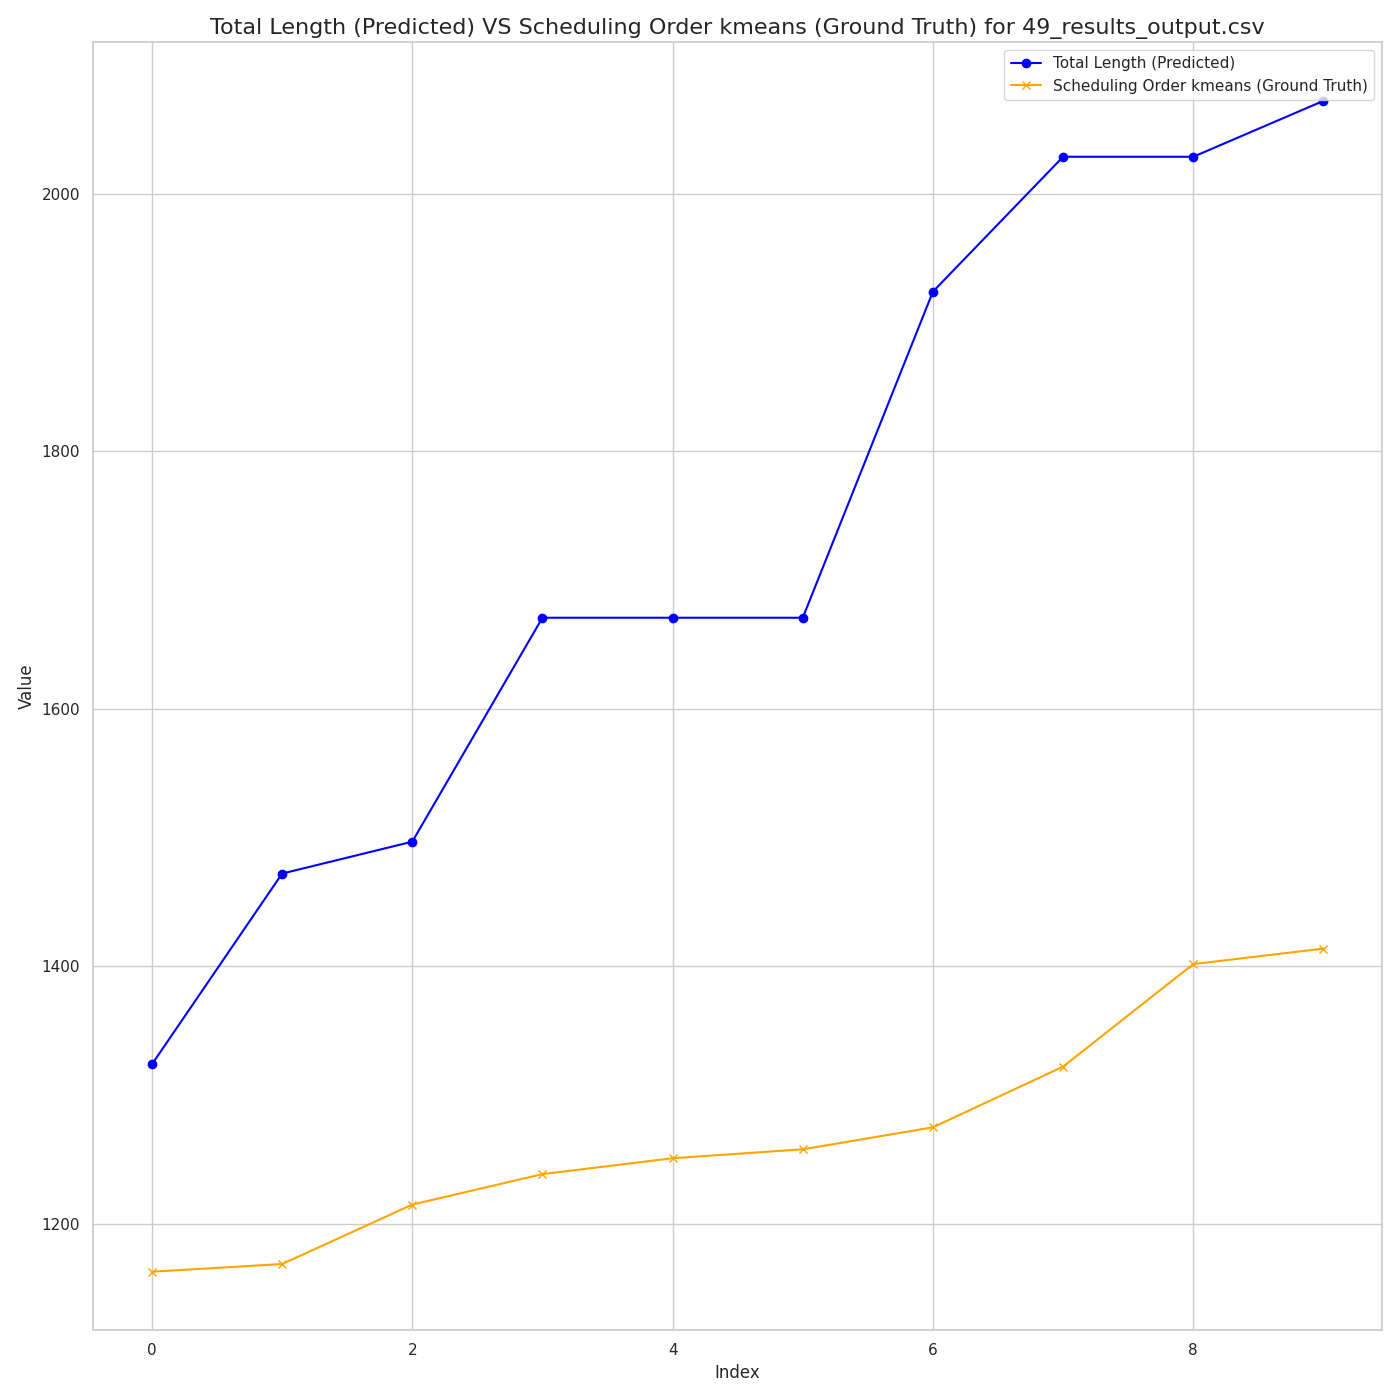 Total Length (Predicted) VS Scheduling Order kmeans (Ground Truth) for 49_results_output.csv
Total Length (Predicted)
Scheduling Order kmeans (Ground Truth)
2000
1800
1600
1400
1200
Value
0 2 4 6 8
Index